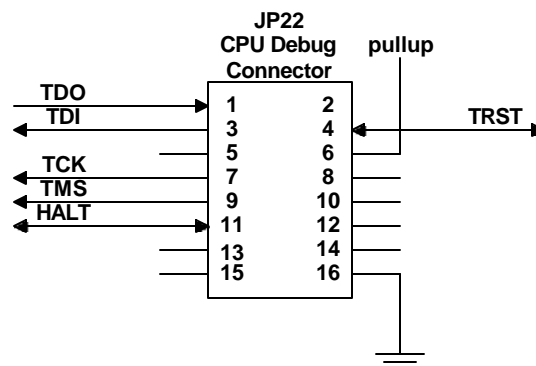 JP22
CPU Debug
Connector
pullup
TDO
1 2
TDI
3 4 TRST
5 6
TCK
7 8
TMS
9 10
HALT
11 12
13 14
15 16